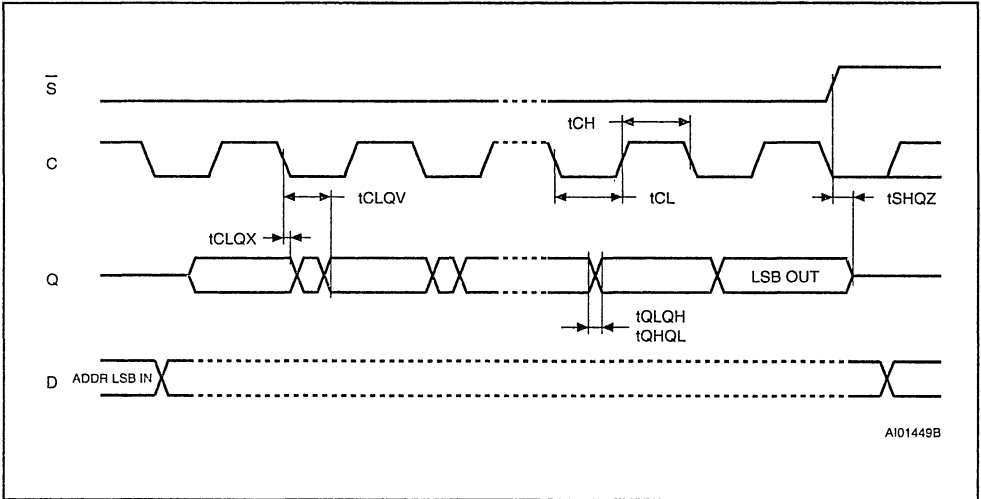 S̅
tCH
C
tCLQV
tCL
tSHQZ
tCLQX
Q
LSB OUT
tQLQH
tQHQL
D
ADDR LSB IN
AI01449B